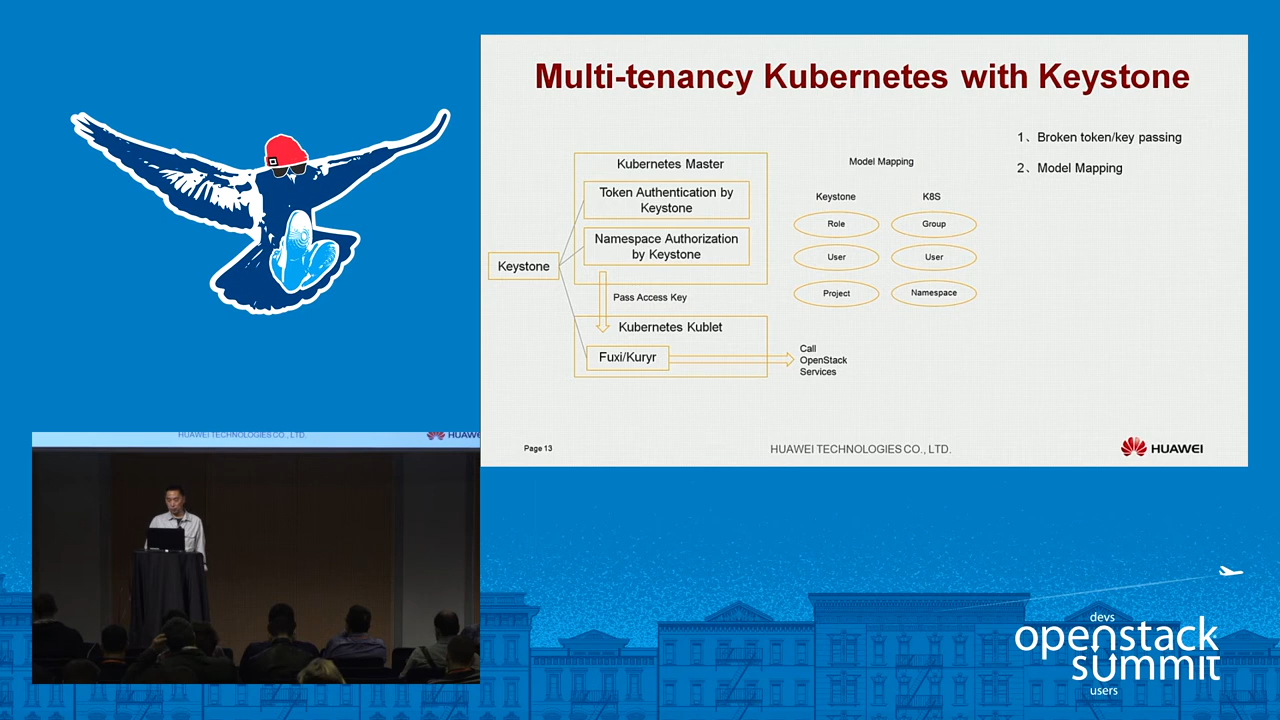 Multi-tenancy Kubernetes with Keystone
1、Broken token/key passing
2、Model Mapping
Kubernetes Master
Token Authentication by
Keystone
Namespace Authorization
by Keystone
Keystone
Pass Access Key
Kubernetes Kublet
Fuxi/Kuryr
Call
OpenStack
Services
Model Mapping
Keystone
K8S
Role
Group
User
User
Project
Namespace
Page 13
HUAWEI TECHNOLOGIES CO., LTD.
HUAWEI
HUAWEI TECHNOLOGIES CO., LTD.
HUAWE
devs
openstack
summit
users